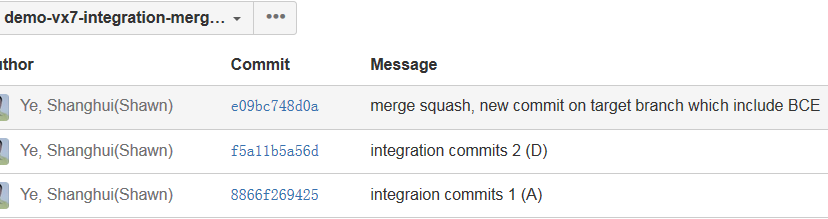 demo-vx7-integration-merg... •••
uthor Commit Message
Ye, Shanghui(Shawn) e09bc748d0a merge squash, new commit on target branch which include BCE
Ye, Shanghui(Shawn) f5a11b5a56d integration commits 2 (D)
Ye, Shanghui(Shawn) 8866f269425 integraion commits 1 (A)